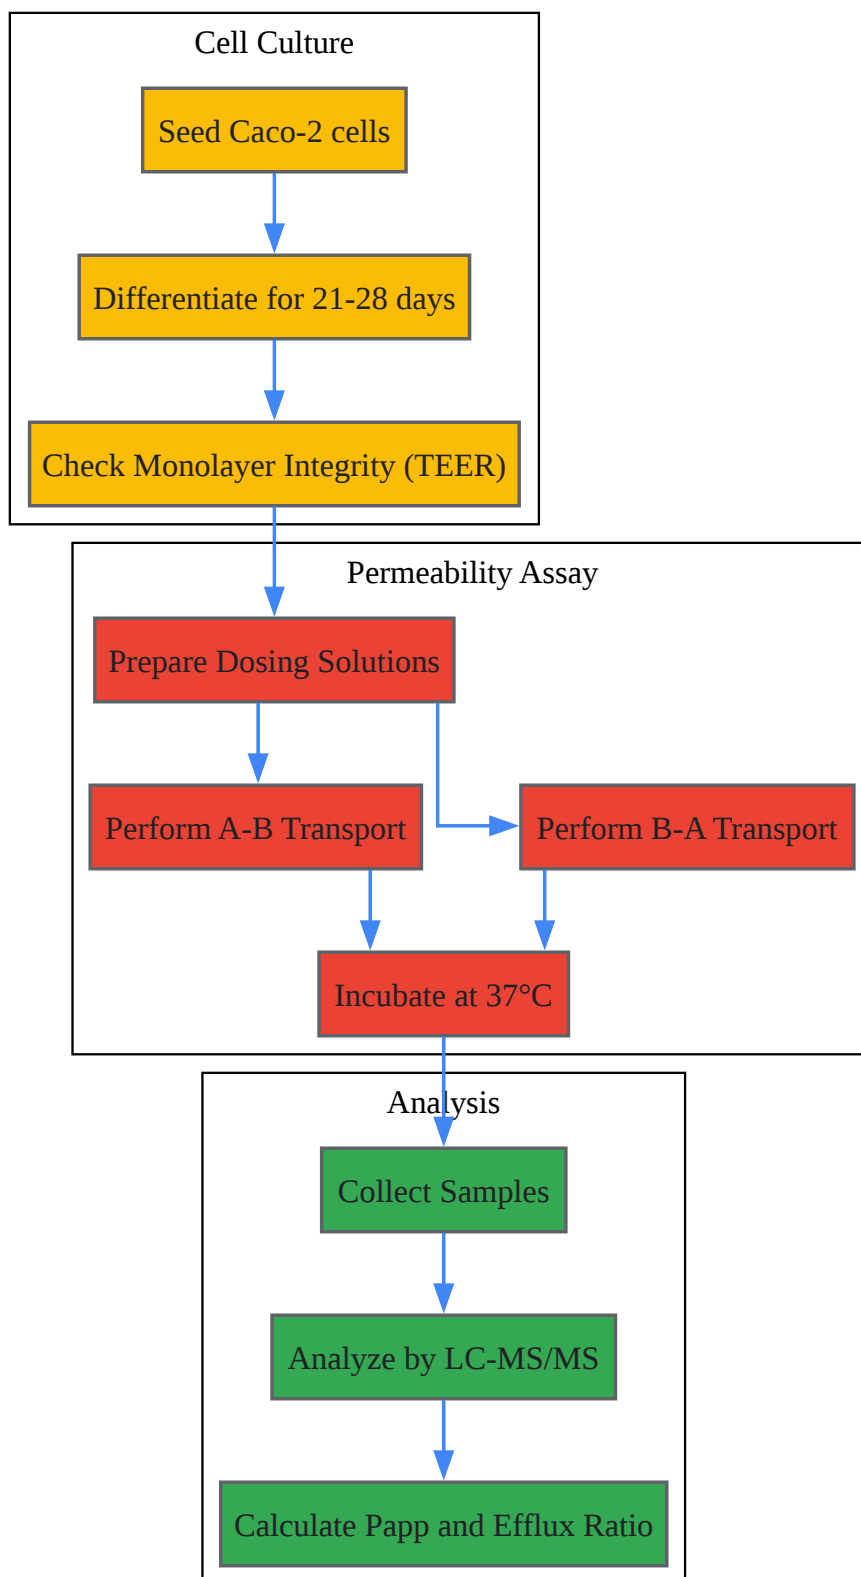 Cell Culture
Seed Caco-2 cells
Differentiate for 21-28 days
Check Monolayer Integrity (TEER)
Permeability Assay
Prepare Dosing Solutions
Perform A-B Transport
Perform B-A Transport
Incubate at 37°C
Analysis
Collect Samples
Analyze by LC-MS/MS
Calculate Papp and Efflux Ratio